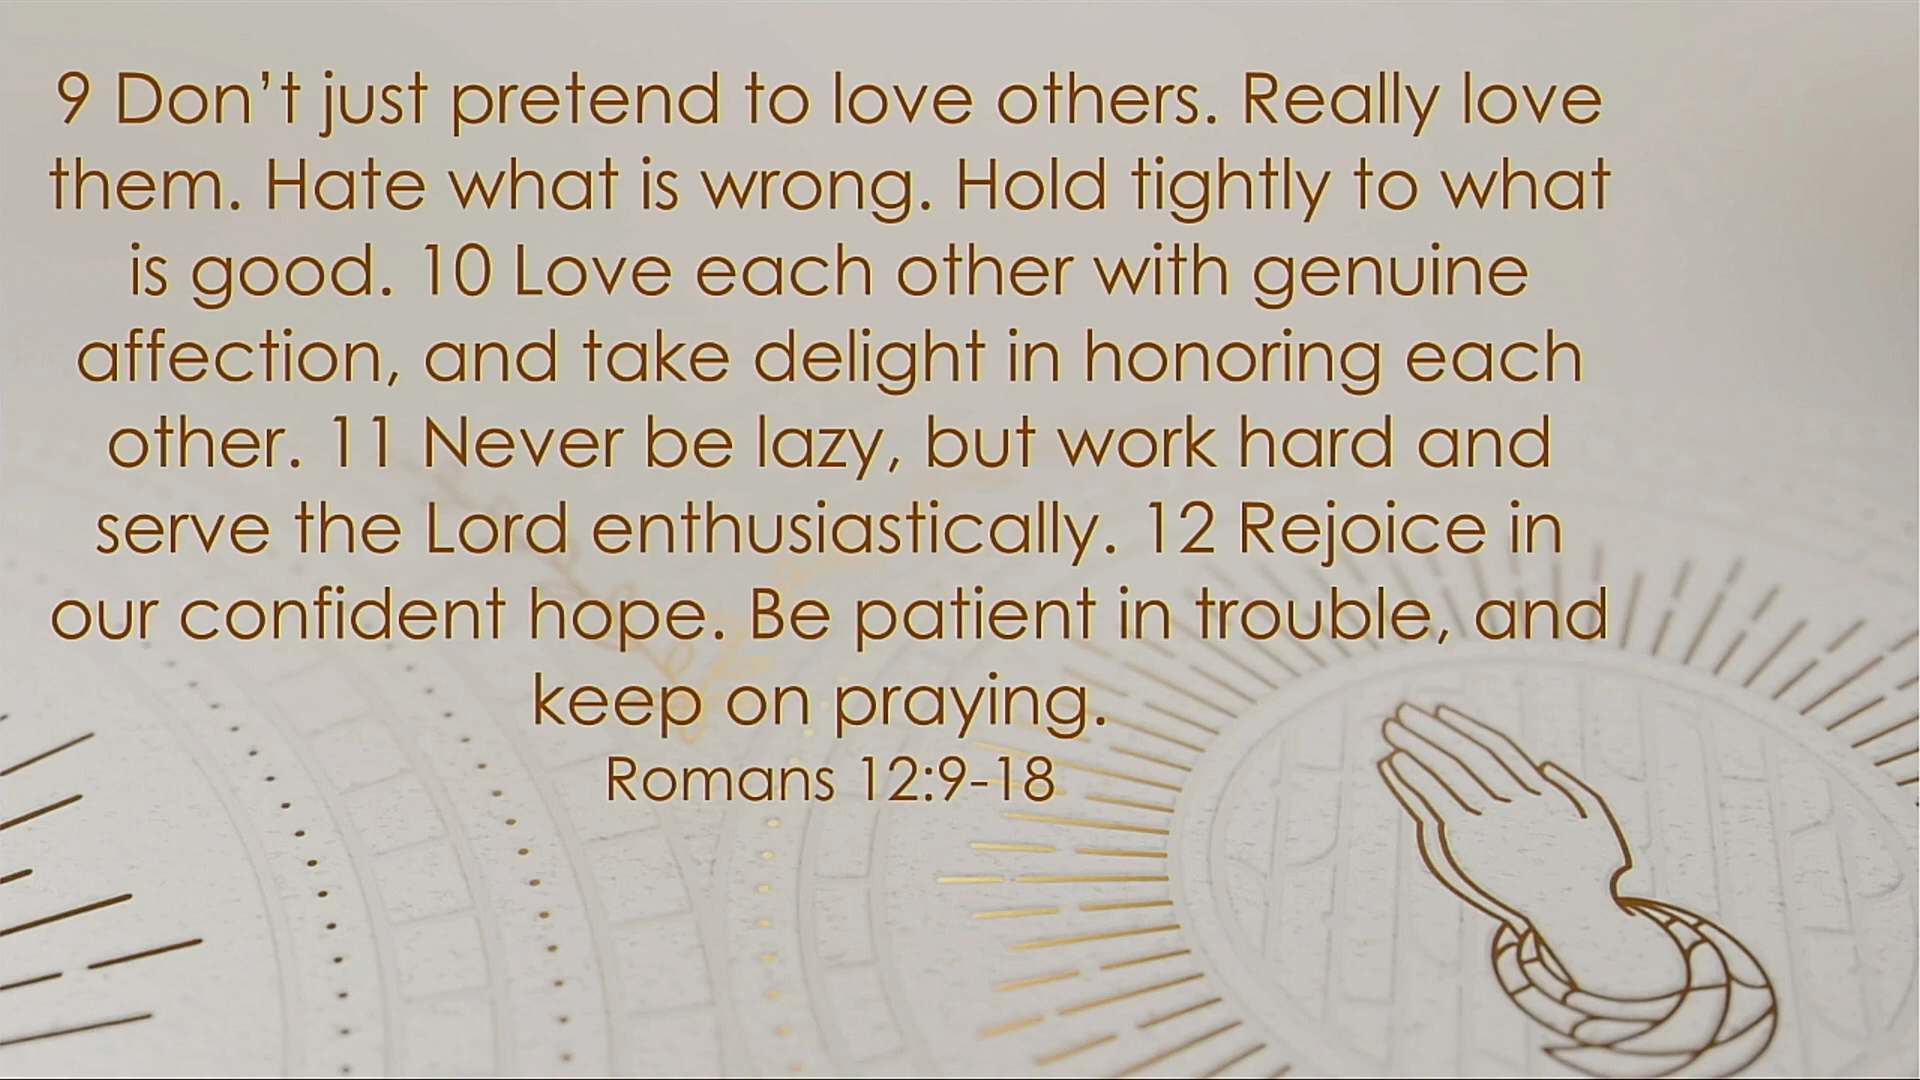 9 Don’t just pretend to love others. Really love
them. Hate what is wrong. Hold tightly to what
is good. 10 Love each other with genuine
affection, and take delight in honoring each
other. 11 Never be lazy, but work hard and
serve the Lord enthusiastically. 12 Rejoice in
our confident hope. Be patient in trouble, and
keep on praying.
Romans 12:9-18